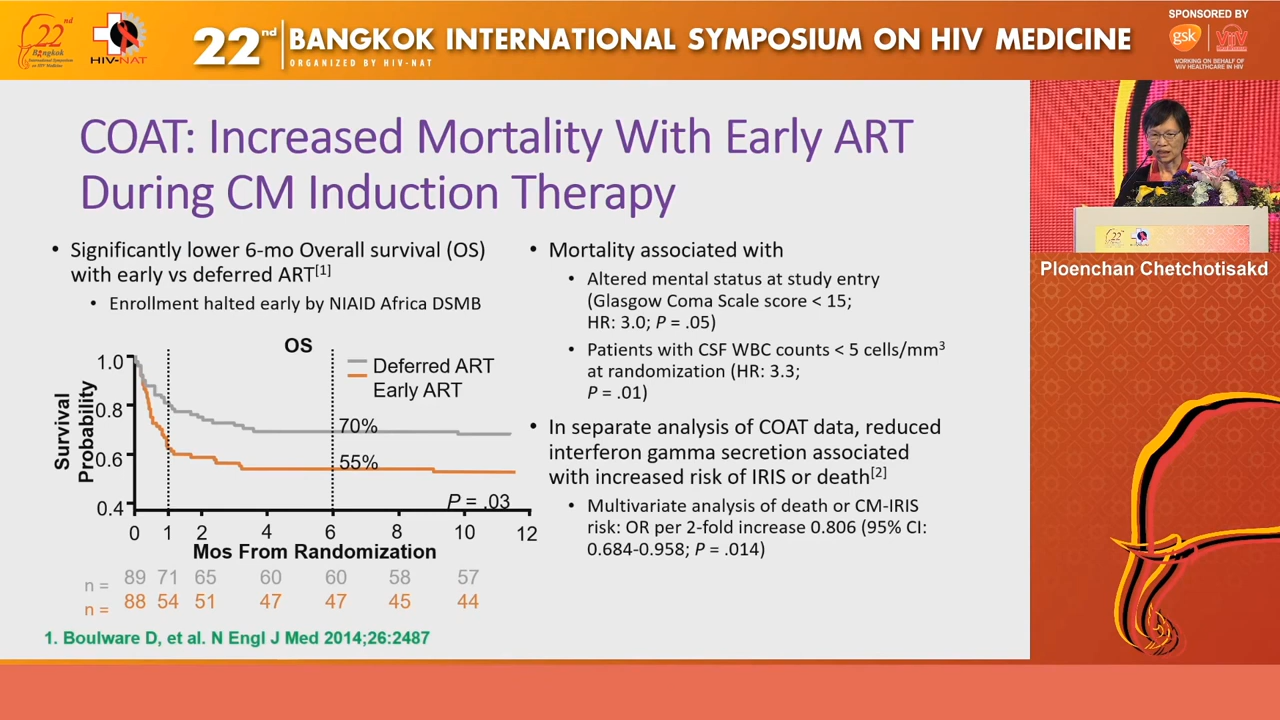 22nd
Bangkok
International Symposium
on HIV Medicine
HIV-NAT
22nd BANGKOK INTERNATIONAL SYMPOSIUM ON HIV MEDICINE
ORGANIZED BY HIV-NAT
SPONSORED BY
gsk
ViiV
WORKING ON BEHALF OF
VIIV HEALTHCARE IN HIV
COAT: Increased Mortality With Early ART
During CM Induction Therapy
• Significantly lower 6-mo Overall survival (OS)
with early vs deferred ART[1]
• Enrollment halted early by NIAID Africa DSMB
OS
Survival
Probability
1.0
0.8
0.6
0.4
Deferred ART
Early ART
70%
55%
P = .03
0 1 2 4 6 8 10 12
Mos From Randomization
n = 89 71 65 60 60 58 57
n = 88 54 51 47 47 45 44
1. Boulware D, et al. N Engl J Med 2014;26:2487
• Mortality associated with
• Altered mental status at study entry
(Glasgow Coma Scale score < 15;
HR: 3.0; P = .05)
• Patients with CSF WBC counts < 5 cells/mm3
at randomization (HR: 3.3;
P = .01)
• In separate analysis of COAT data, reduced
interferon gamma secretion associated
with increased risk of IRIS or death[2]
• Multivariate analysis of death or CM-IRIS
risk: OR per 2-fold increase 0.806 (95% CI:
0.684-0.958; P = .014)
22
Ploenchan Chetchotisakd